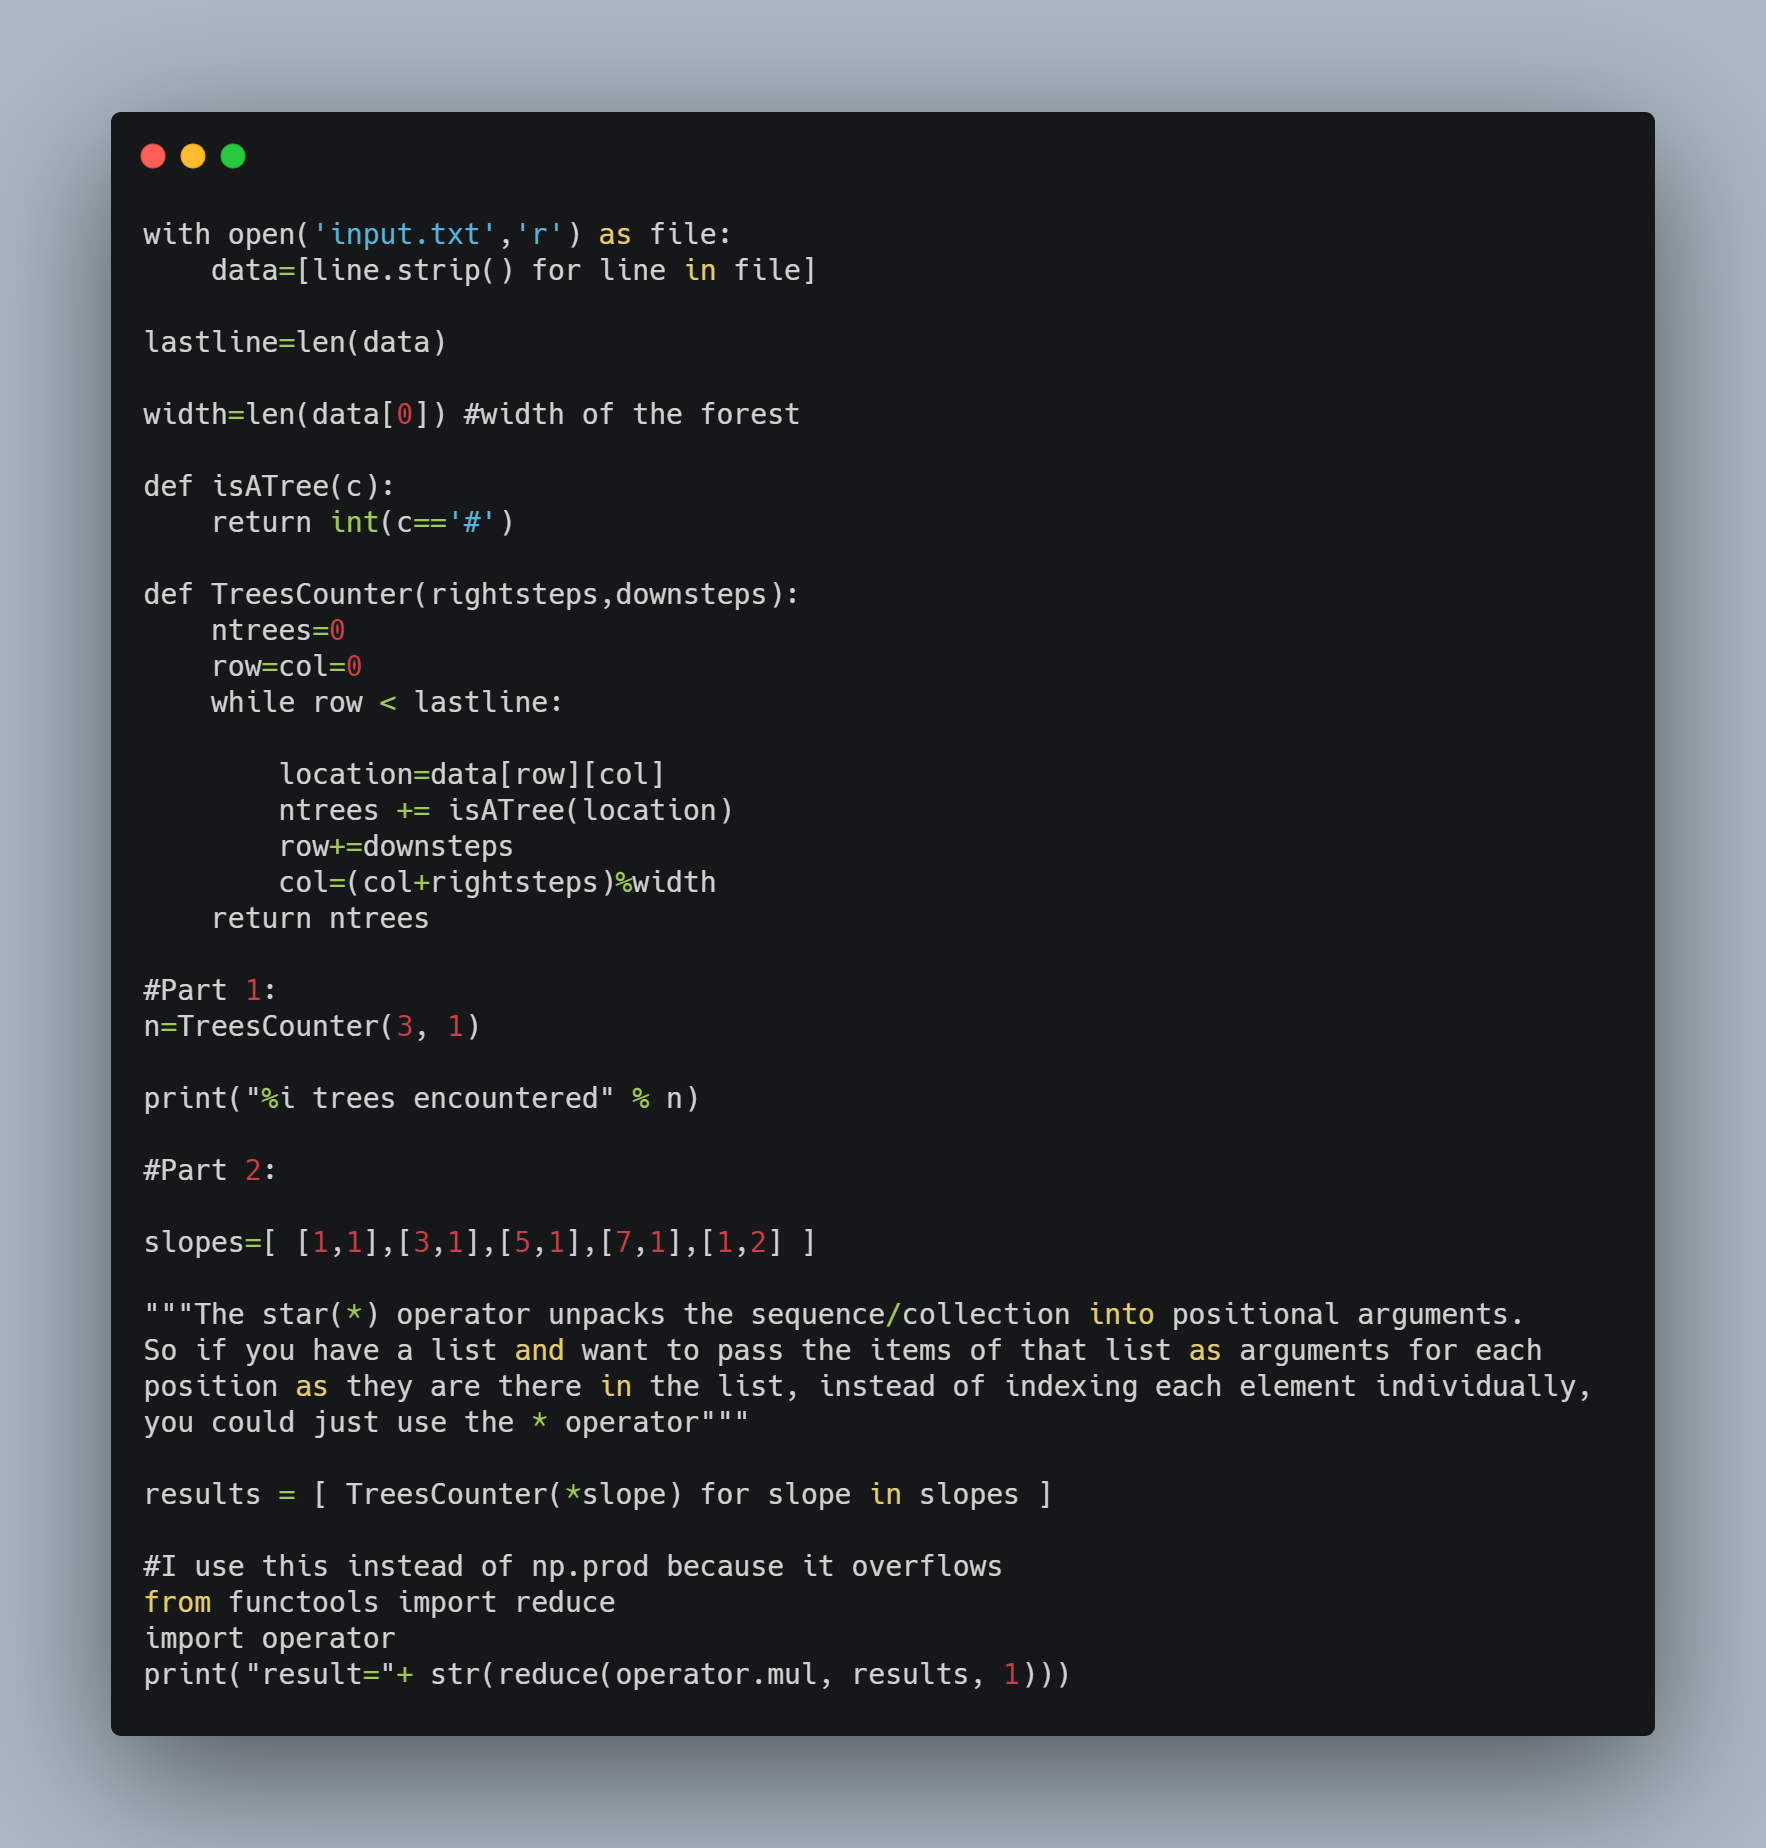 with open('input.txt','r') as file:
    data=[line.strip() for line in file]

lastline=len(data)

width=len(data[0]) #width of the forest

def isATree(c):
    return int(c=='#')

def TreesCounter(rightsteps,downsteps):
    ntrees=0
    row=col=0
    while row < lastline:

        location=data[row][col]
        ntrees += isATree(location)
        row+=downsteps
        col=(col+rightsteps)%width
    return ntrees

#Part 1:
n=TreesCounter(3, 1)

print("%i trees encountered" % n)

#Part 2:

slopes=[ [1,1],[3,1],[5,1],[7,1],[1,2] ]

"""The star(*) operator unpacks the sequence/collection into positional arguments.
So if you have a list and want to pass the items of that list as arguments for each
position as they are there in the list, instead of indexing each element individually,
you could just use the * operator"""

results = [ TreesCounter(*slope) for slope in slopes ]

#I use this instead of np.prod because it overflows
from functools import reduce
import operator
print("result="+ str(reduce(operator.mul, results, 1)))